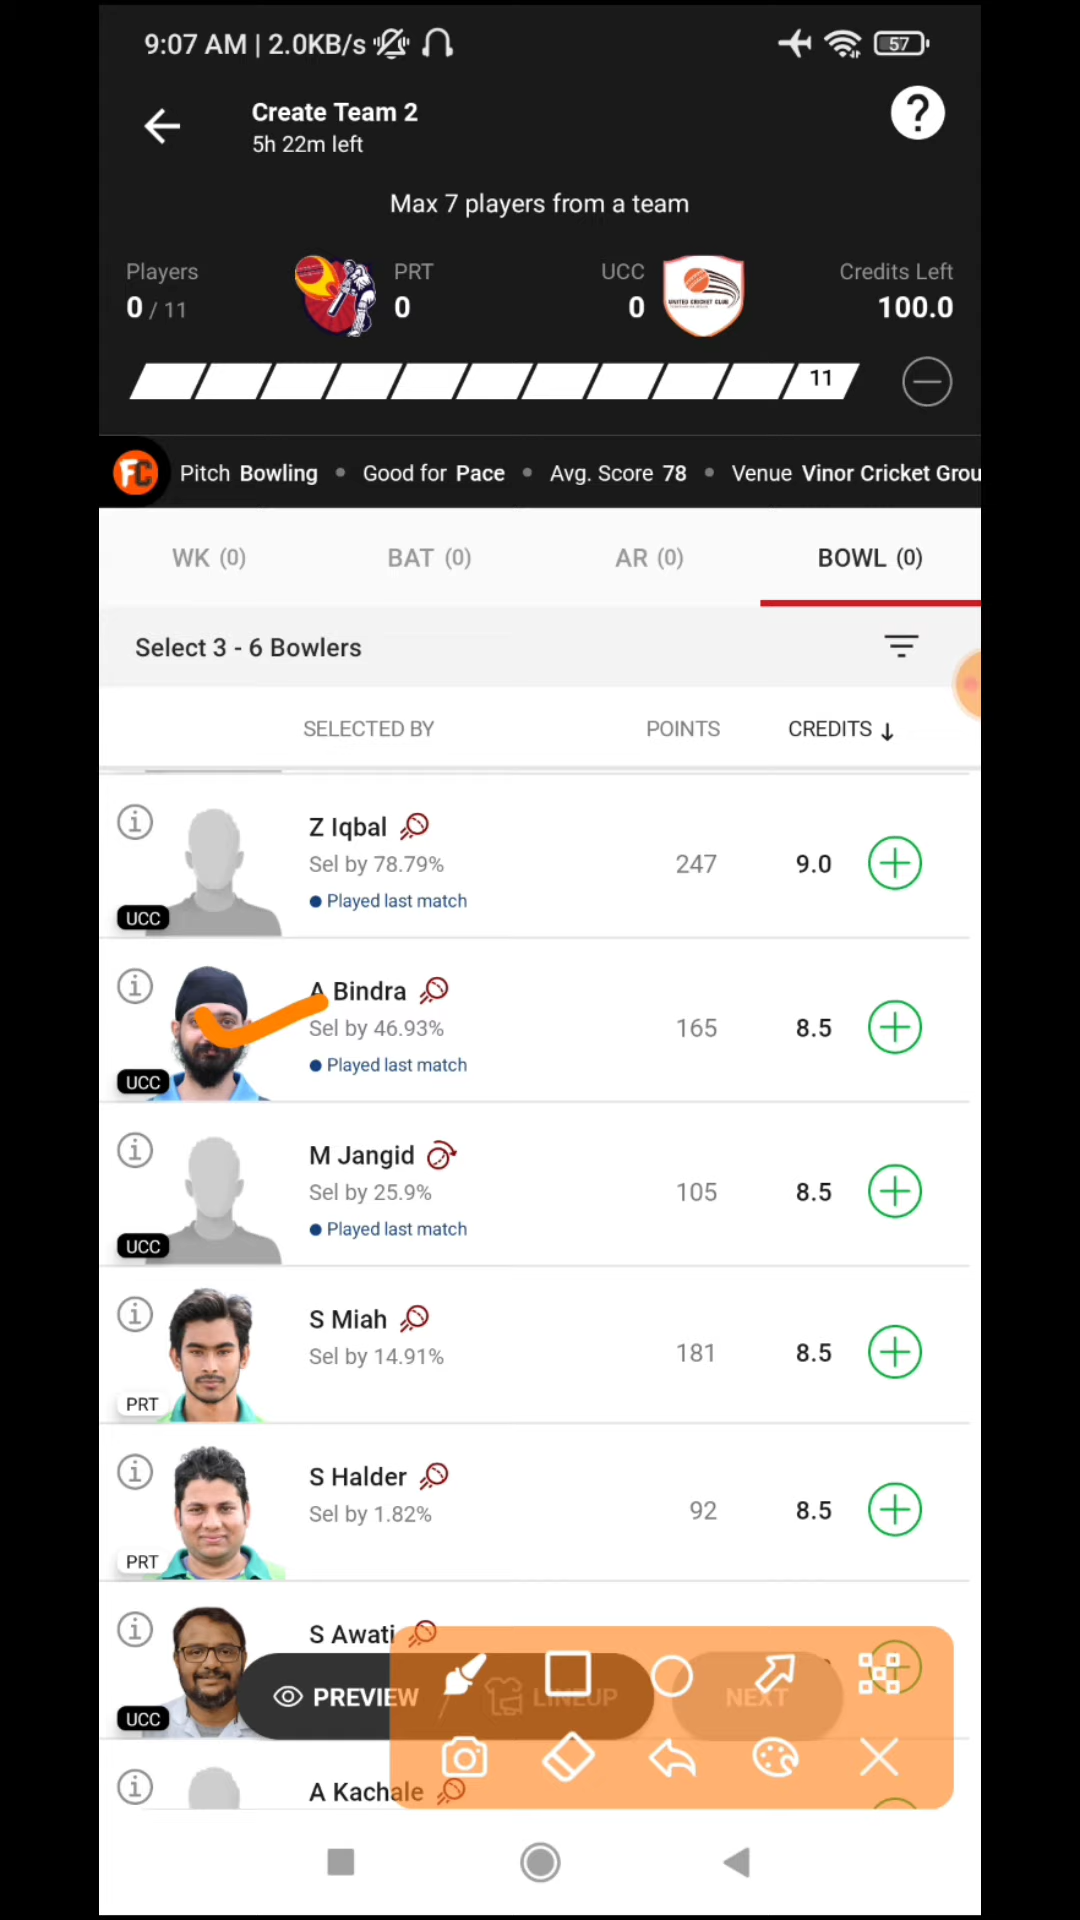 9:07 AM | 2.0KB/s
57
Create Team 2
5h 22m left
?
Max 7 players from a team
Players
0 / 11
PRT
0
UCC
0
UNITED CRICKET CLUB
Credits Left
100.0
11
FC Pitch Bowling • Good for Pace • Avg. Score 78 • Venue Vinor Cricket Grou
WK (0) BAT (0) AR (0) BOWL (0)
Select 3 - 6 Bowlers
SELECTED BY POINTS CREDITS ↓
Z Iqbal
Sel by 78.79% 247 9.0
Played last match
UCC
A Bindra
Sel by 46.93% 165 8.5
Played last match
UCC
M Jangid
Sel by 25.9% 105 8.5
Played last match
UCC
S Miah
Sel by 14.91% 181 8.5
PRT
S Halder
Sel by 1.82% 92 8.5
PRT
S Awati
UCC
PREVIEW LINEUP NEXT
A Kachale